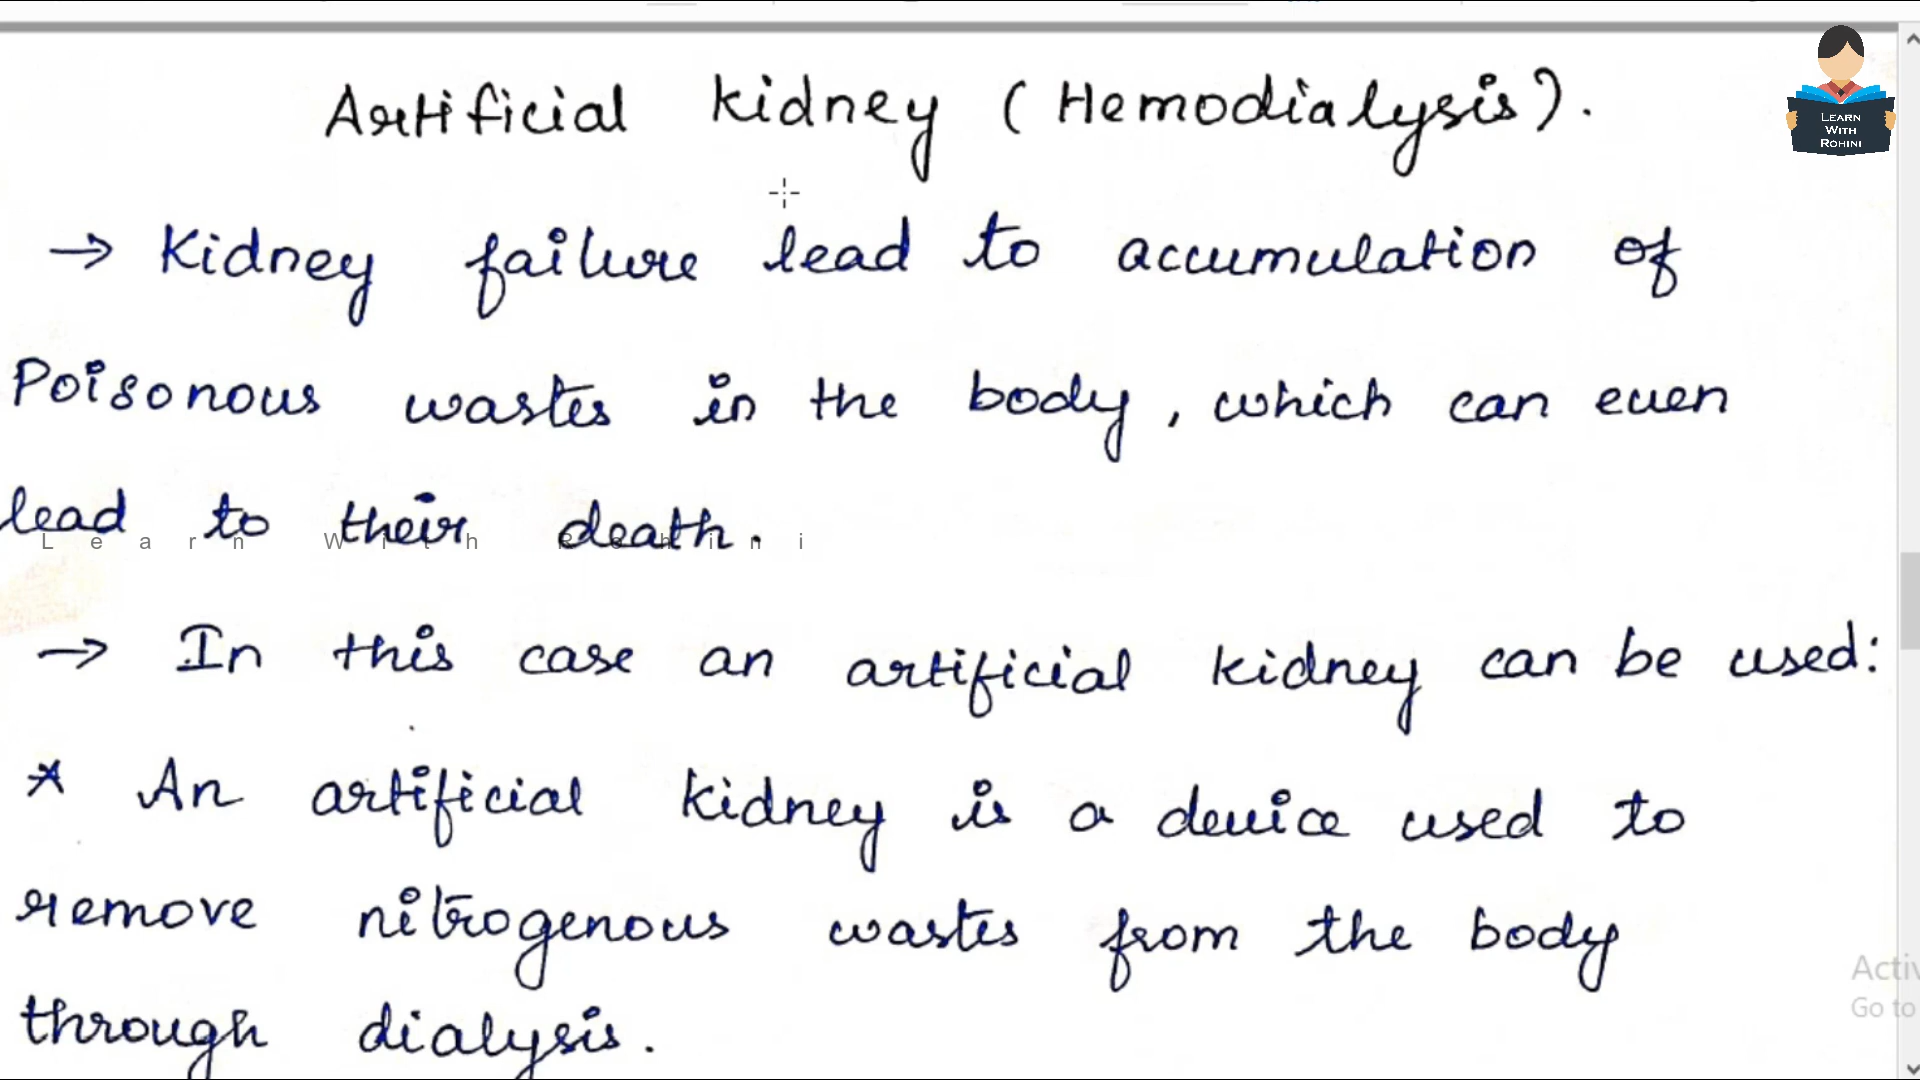 Artificial kidney (Hemodialysis).
LEARN
WITH
ROHINI
→ Kidney failure lead to accumulation of
Poisonous wastes in the body, which can even
lead to their death.
Learn With Rohini
→ In this case an artificial kidney can be used:
* An artificial kidney is a device used to
remove nitrogenous wastes from the body
through dialysis.
Activ
Go to